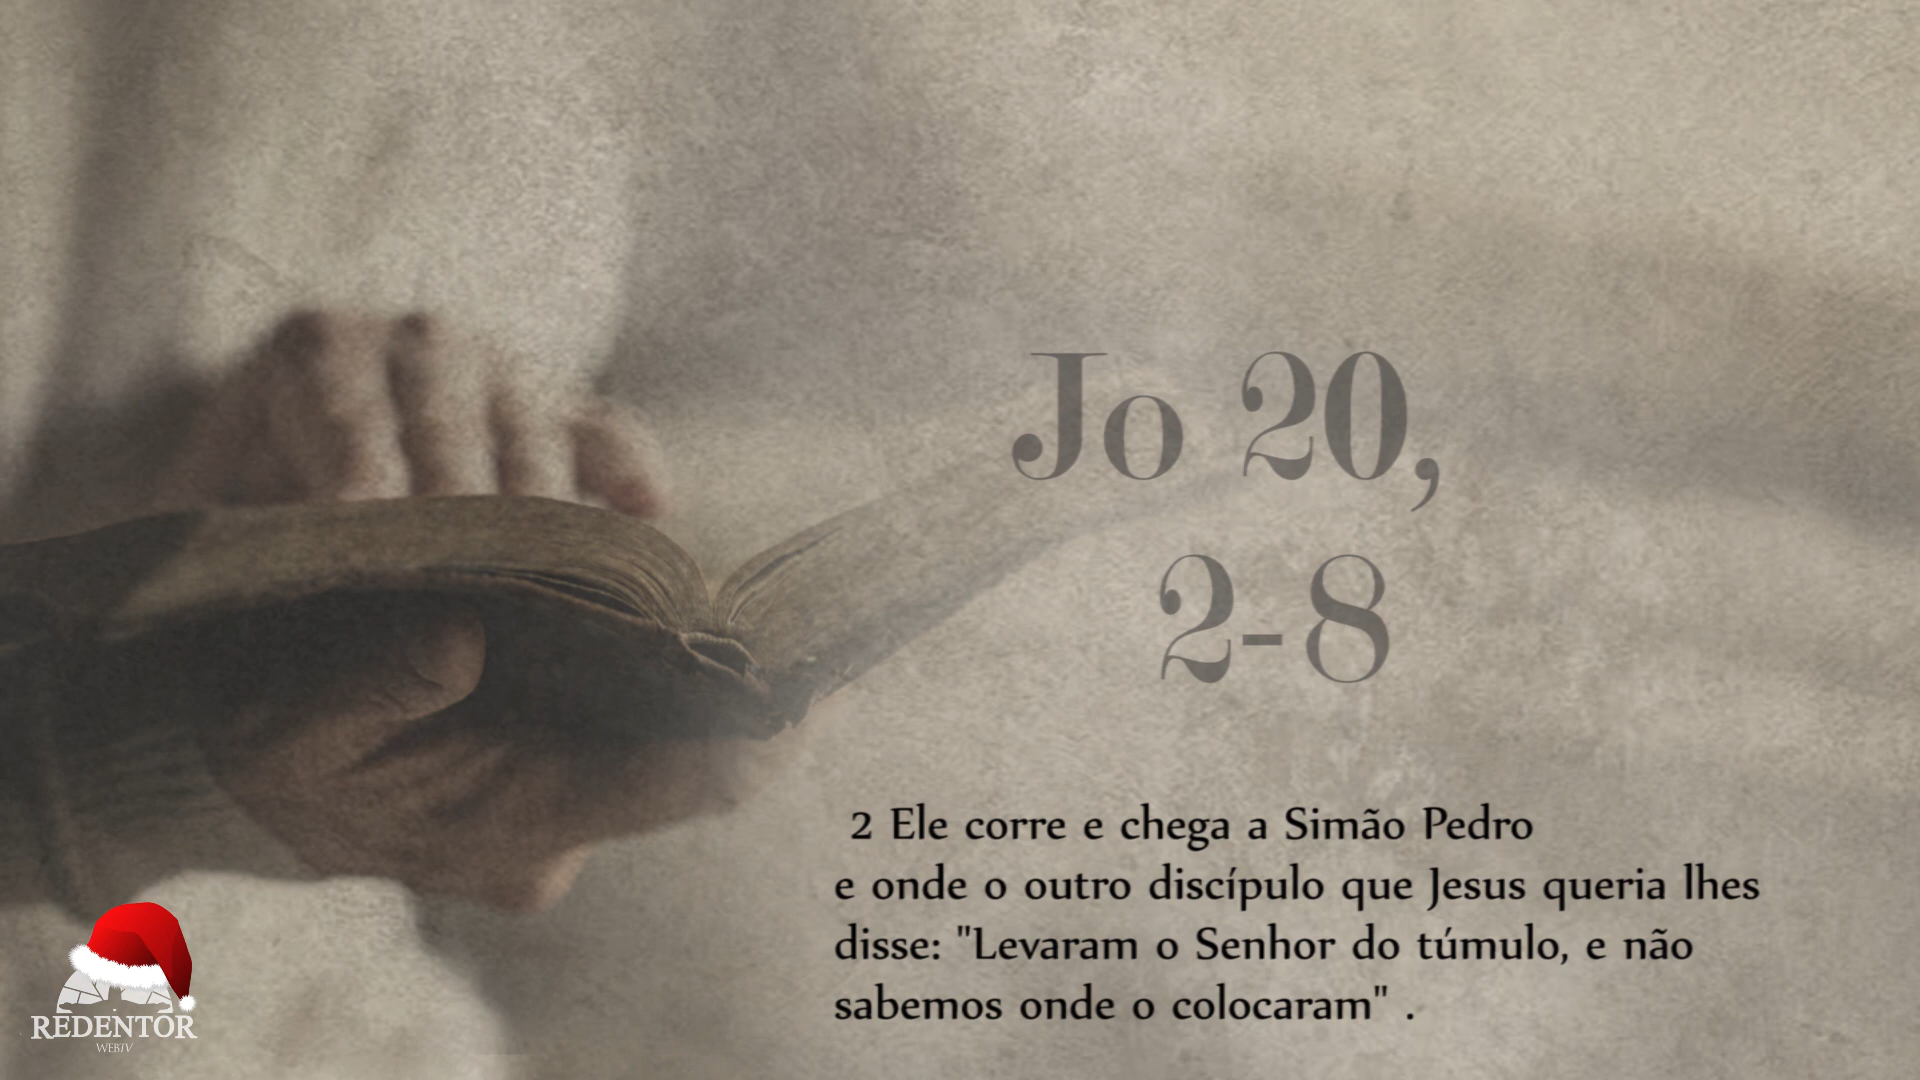 Jo 20,
2-8
2 Ele corre e chega a Simão Pedro
e onde o outro discípulo que Jesus queria lhes
disse: "Levaram o Senhor do túmulo, e não
sabemos onde o colocaram" .
REDENTOR
WEBTV